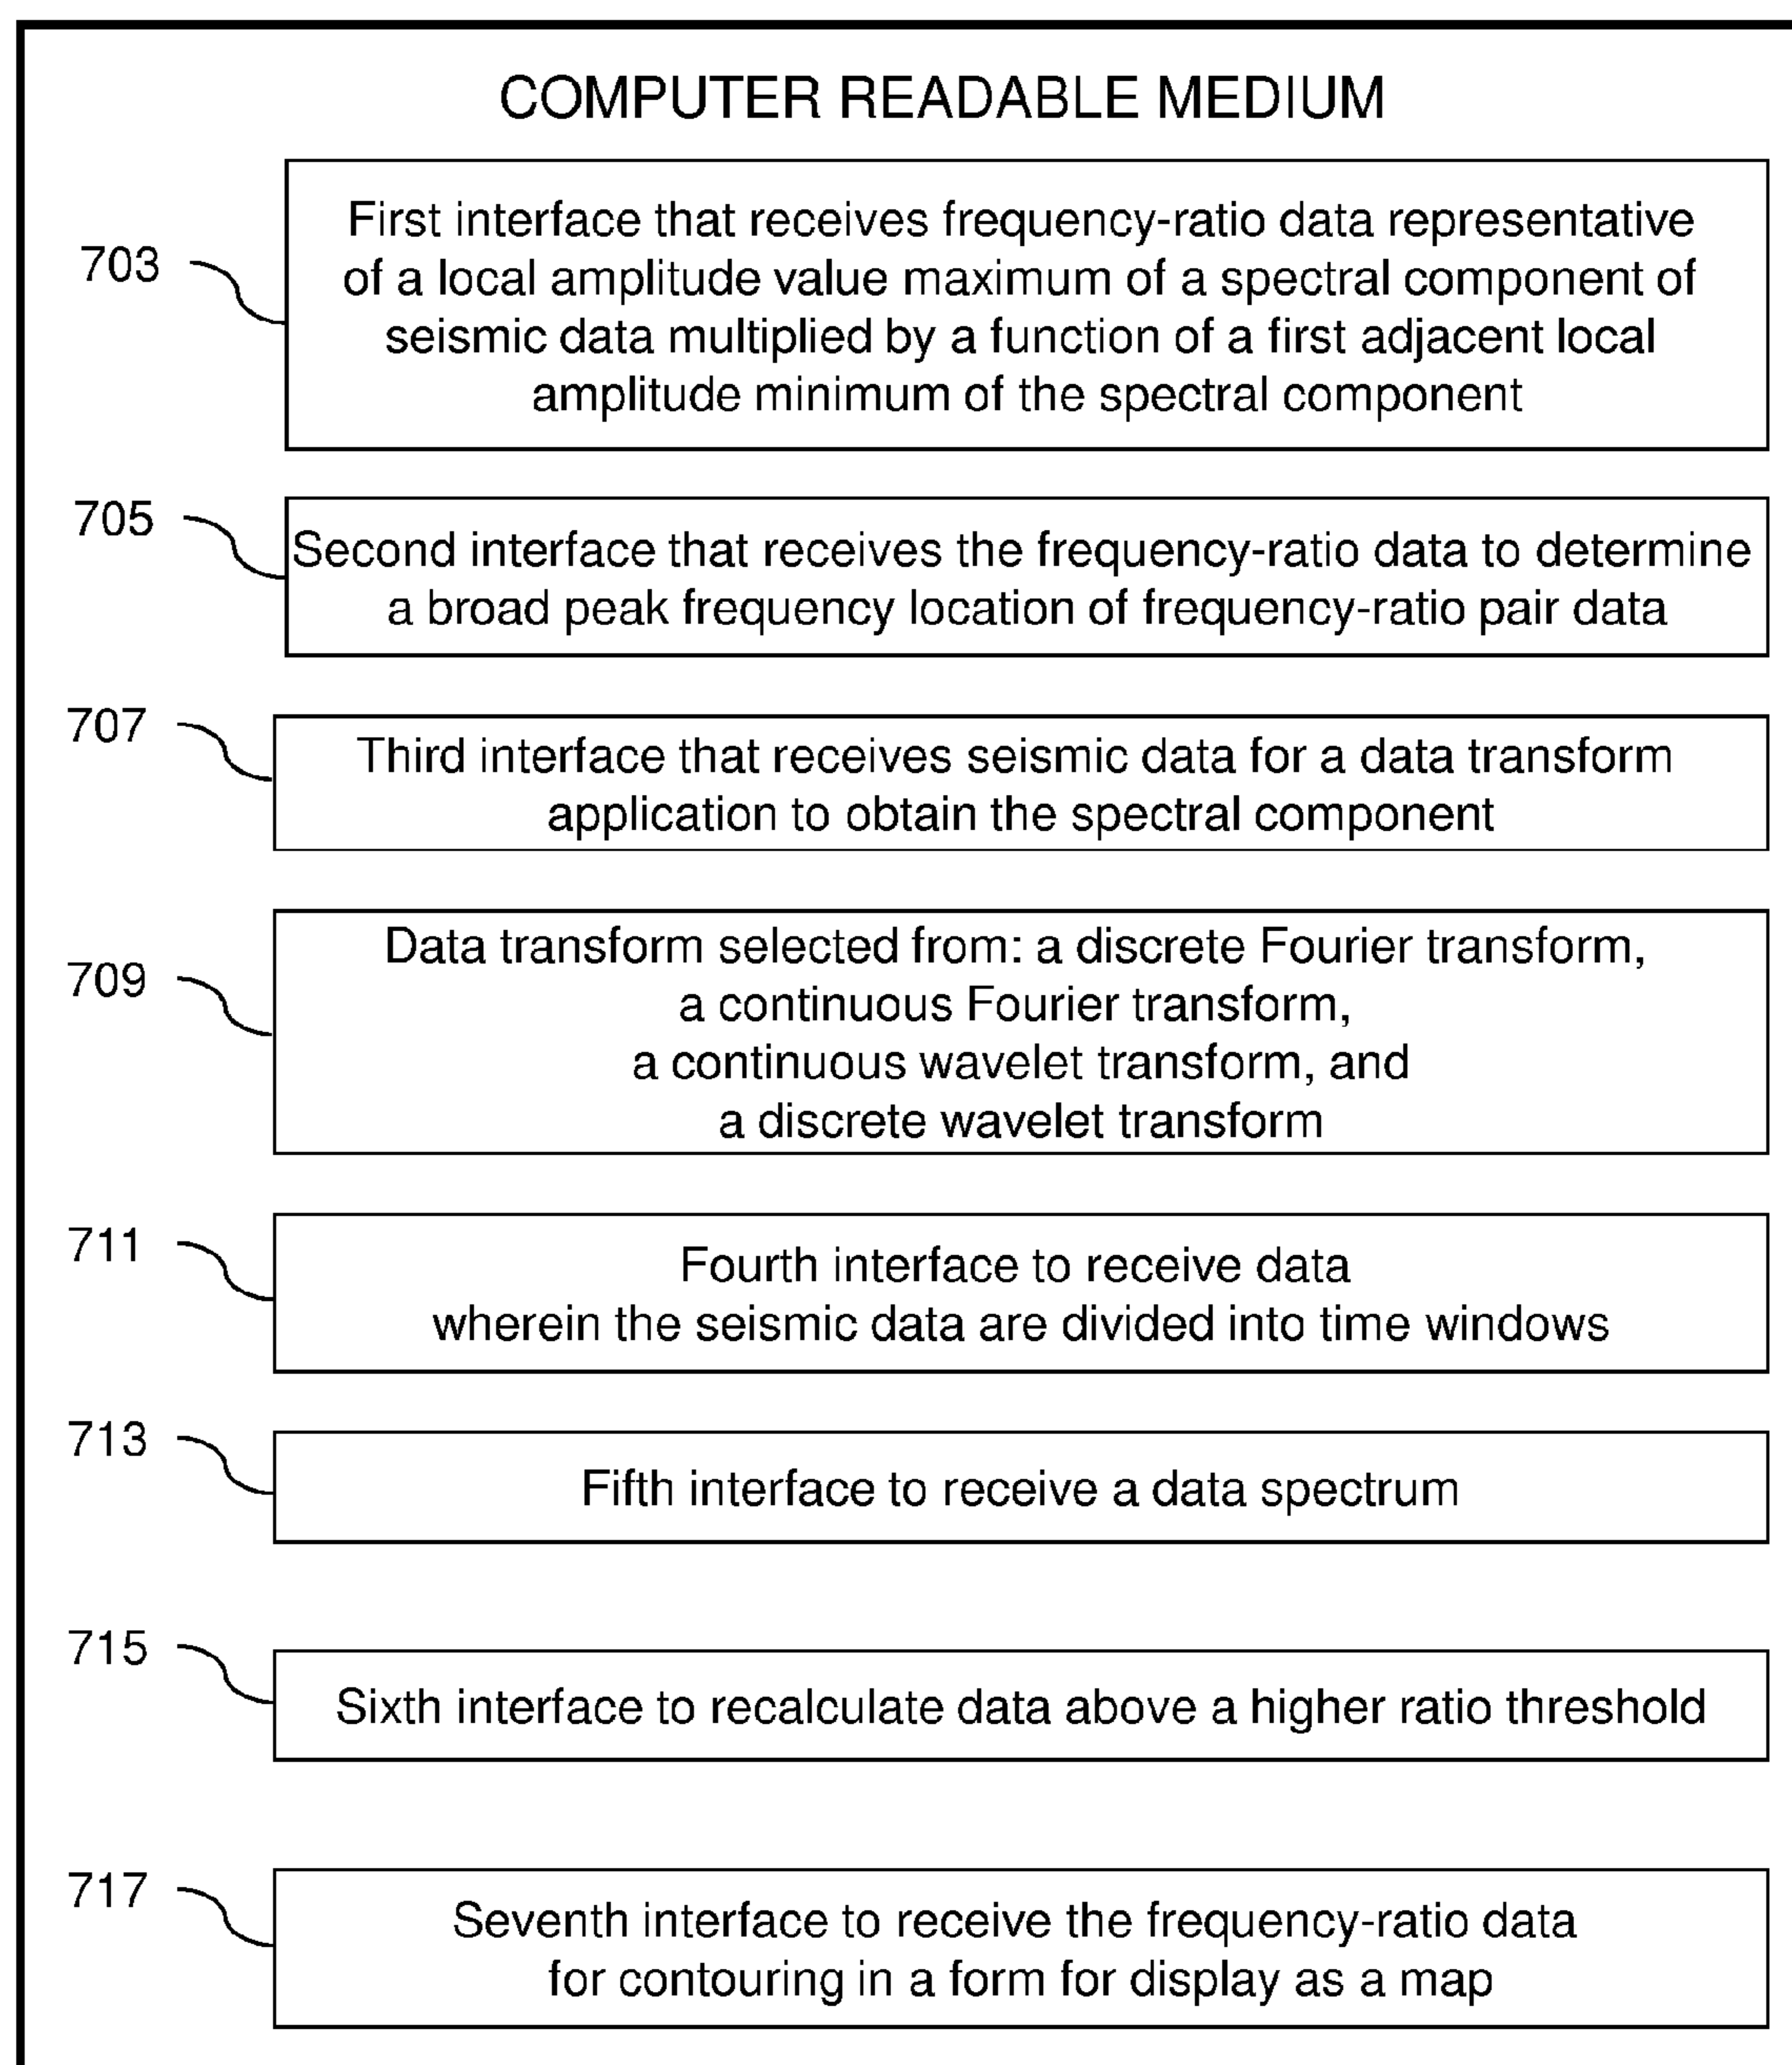 COMPUTER READABLE MEDIUM
703
First interface that receives frequency-ratio data representative
of a local amplitude value maximum of a spectral component of
seismic data multiplied by a function of a first adjacent local
amplitude minimum of the spectral component
705
Second interface that receives the frequency-ratio data to determine
a broad peak frequency location of frequency-ratio pair data
707
Third interface that receives seismic data for a data transform
application to obtain the spectral component
709
Data transform selected from: a discrete Fourier transform,
a continuous Fourier transform,
a continuous wavelet transform, and
a discrete wavelet transform
711
Fourth interface to receive data
wherein the seismic data are divided into time windows
713
Fifth interface to receive a data spectrum
715
Sixth interface to recalculate data above a higher ratio threshold
717
Seventh interface to receive the frequency-ratio data
for contouring in a form for display as a map